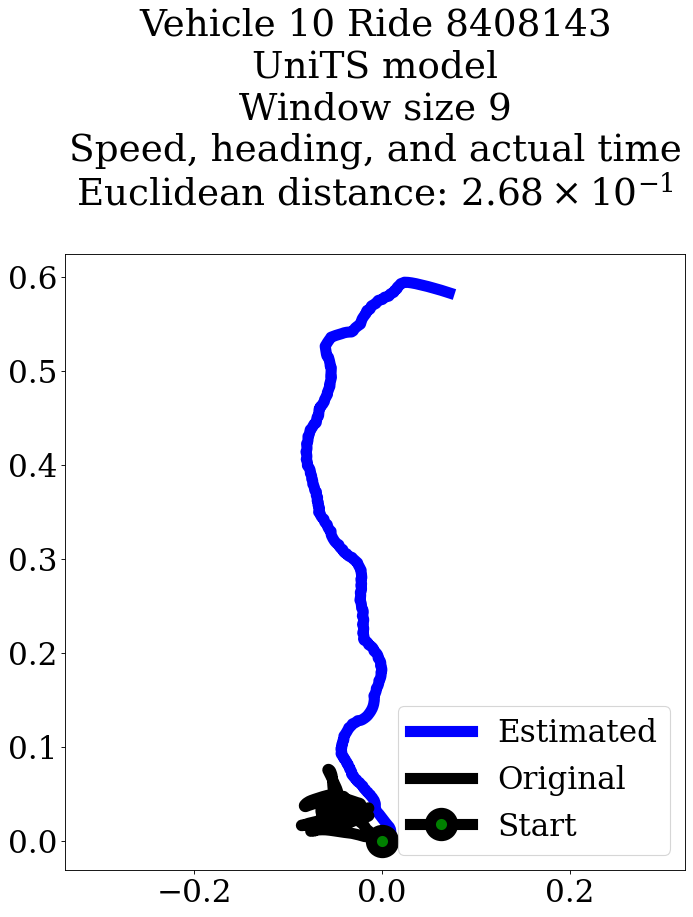 Vehicle 10 Ride 8408143
UniTS model
Window size 9
Speed, heading, and actual time
Euclidean distance: 2.68 × 10⁻¹
0.6
0.5
0.4
0.3
0.2
0.1
0.0
Estimated
Original
Start
−0.2
0.0
0.2